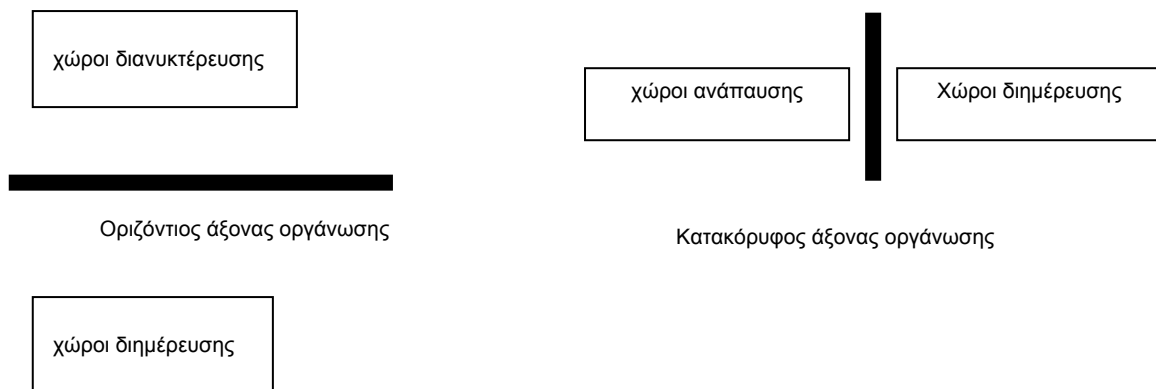 χώροι διανυκτέρευσης
Οριζόντιος άξονας οργάνωσης
χώροι διημέρευσης
χώροι ανάπαυσης
Χώροι διημέρευσης
Κατακόρυφος άξονας οργάνωσης